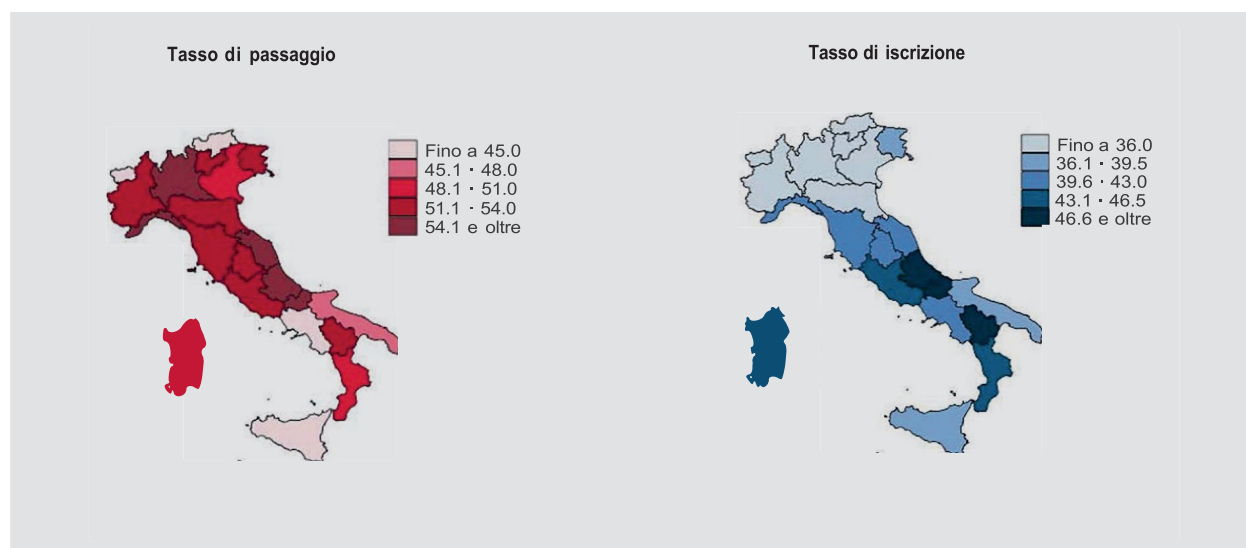 Tasso di passaggio
Fino a 45.0
45.1 · 48.0
48.1 · 51.0
51.1 · 54.0
54.1 e oltre
Tasso di iscrizione
Fino a 36.0
36.1 · 39.5
39.6 · 43.0
43.1 · 46.5
46.6 e oltre